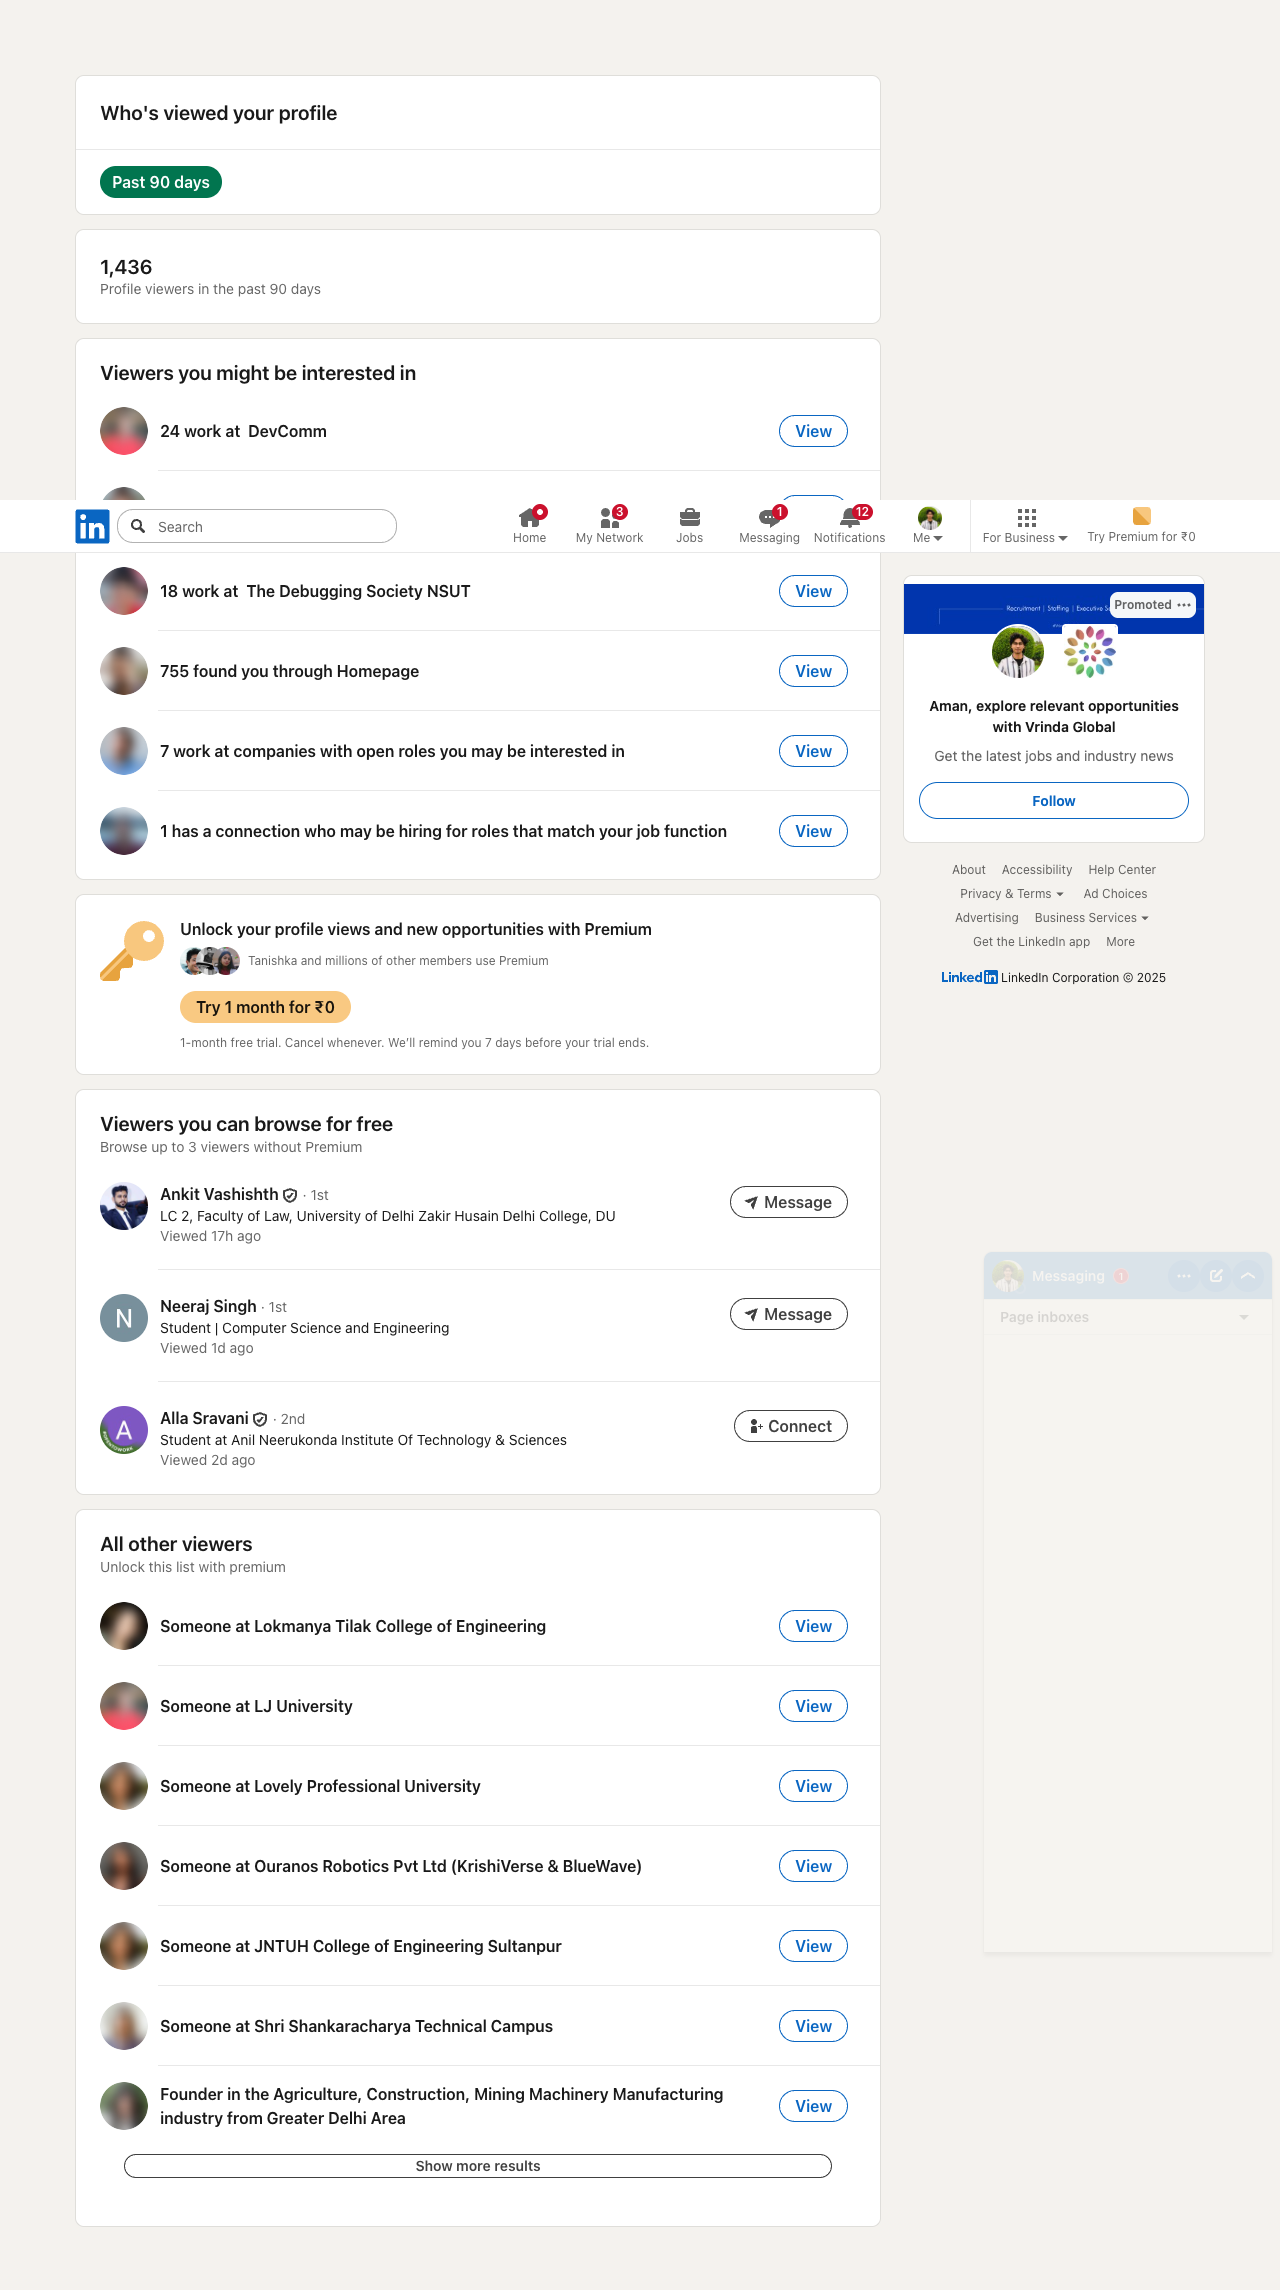 Who's viewed your profile
Past 90 days
1,436
Profile viewers in the past 90 days
Viewers you might be interested in
24 work at DevComm
View
in
Search
Home
3
My Network
Jobs
1
Messaging
12
Notifications
Me
For Business
Try Premium for ₹0
18 work at The Debugging Society NSUT
View
755 found you through Homepage
View
7 work at companies with open roles you may be interested in
View
1 has a connection who may be hiring for roles that match your job function
View
Recruitment | Staffing | Executive
Promoted
Aman, explore relevant opportunities
with Vrinda Global
Get the latest jobs and industry news
Follow
About Accessibility Help Center
Privacy & Terms Ad Choices
Advertising Business Services
Get the LinkedIn app More
Linkedin LinkedIn Corporation © 2025
Unlock your profile views and new opportunities with Premium
Tanishka and millions of other members use Premium
Try 1 month for ₹0
1-month free trial. Cancel whenever. We'll remind you 7 days before your trial ends.
Viewers you can browse for free
Browse up to 3 viewers without Premium
Ankit Vashishth · 1st
LC 2, Faculty of Law, University of Delhi Zakir Husain Delhi College, DU
Viewed 17h ago
Message
N
Neeraj Singh · 1st
Student | Computer Science and Engineering
Viewed 1d ago
Message
A
Alla Sravani · 2nd
Student at Anil Neerukonda Institute Of Technology & Sciences
Viewed 2d ago
Connect
Messaging 1
Page inboxes
All other viewers
Unlock this list with premium
Someone at Lokmanya Tilak College of Engineering
View
Someone at LJ University
View
Someone at Lovely Professional University
View
Someone at Ouranos Robotics Pvt Ltd (KrishiVerse & BlueWave)
View
Someone at JNTUH College of Engineering Sultanpur
View
Someone at Shri Shankaracharya Technical Campus
View
Founder in the Agriculture, Construction, Mining Machinery Manufacturing
industry from Greater Delhi Area
View
Show more results